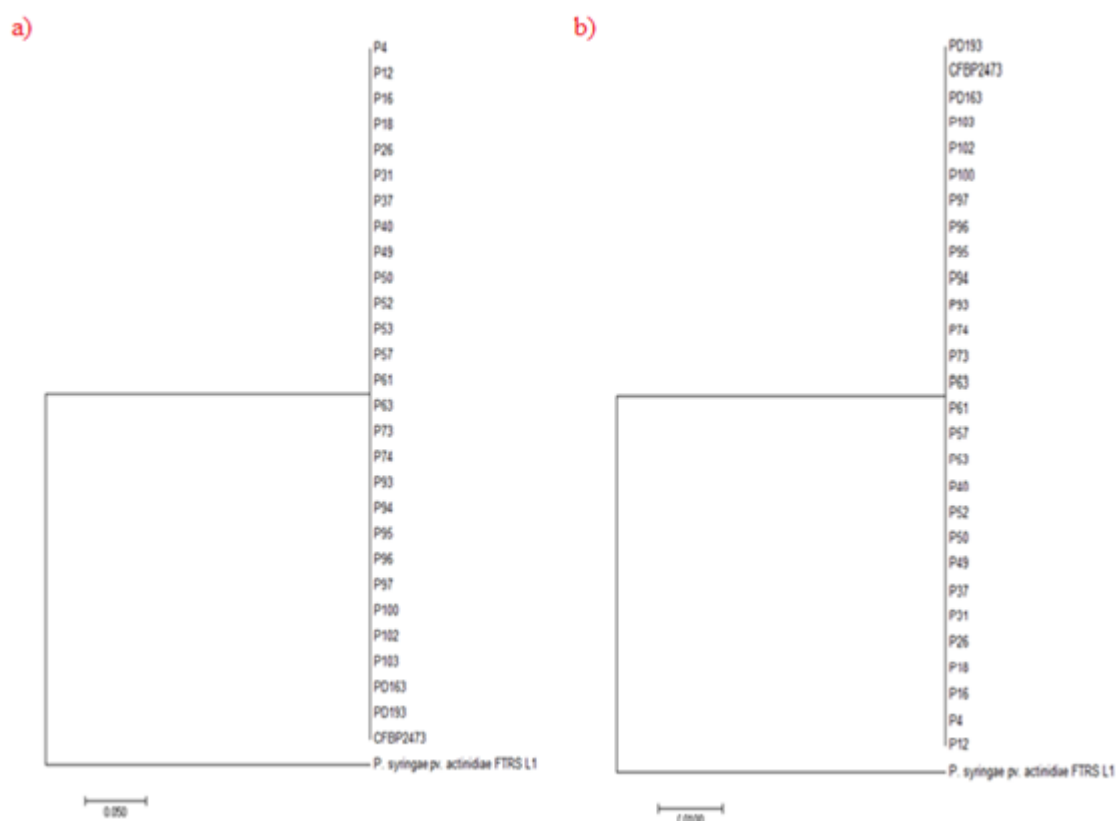 a)
P4
P12
P16
P18
P26
P31
P37
P40
P49
P50
P52
P53
P57
P61
P63
P73
P74
P93
P94
P95
P96
P97
P100
P102
P103
PD163
PD193
CFBP2473
P. syringae pv. actinidiae FTRS L1
0.050
b)
PD193
CFBP2473
PD163
P103
P102
P100
P97
P96
P95
P94
P93
P74
P73
P63
P61
P57
P63
P40
P52
P50
P49
P37
P31
P26
P18
P16
P4
P12
P. syringae pv. actinidiae FTRS L1